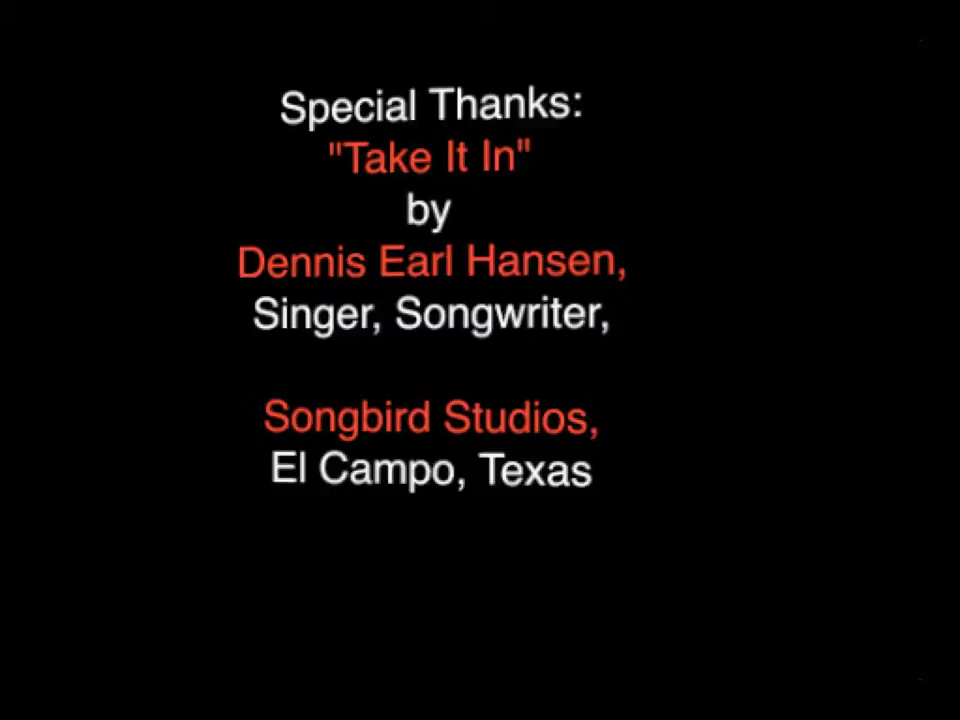 Special Thanks:
"Take It In"
by
Dennis Earl Hansen,
Singer, Songwriter,
Songbird Studios,
El Campo, Texas